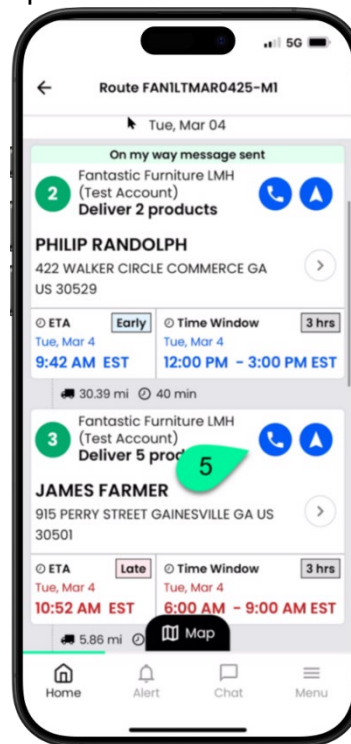 5G
Route FAN1LTMAR0425-M1
Tue, Mar 04
On my way message sent
2
Fantastic Furniture LMH
(Test Account)
Deliver 2 products
PHILIP RANDOLPH
422 WALKER CIRCLE COMMERCE GA
US 30529
ETA Early
Tue, Mar 4
9:42 AM EST
Time Window 3 hrs
12:00 PM - 3:00 PM EST
30.39 mi 40 min
3
Fantastic Furniture LMH
(Test Account)
Deliver 5
5
JAMES FARMER
915 PERRY STREET GAINESVILLE GA US
30501
ETA Late
Tue, Mar 4
10:52 AM EST
Time Window 3 hrs
Tue, Mar 4
6:00 AM - 9:00 AM EST
5.86 mi
Map
Home
Alert
Chat
Menu